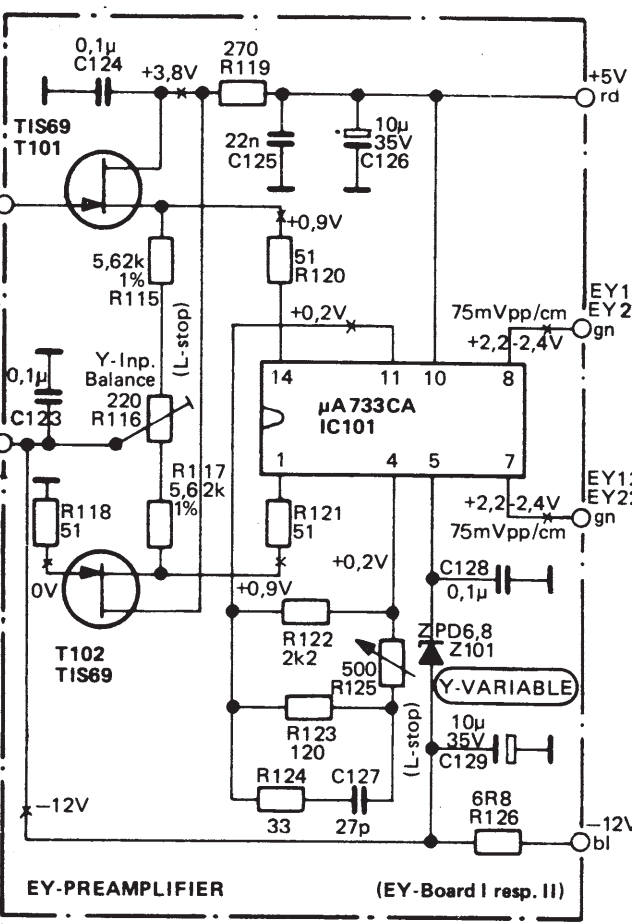 0,1µ
C124
+3,8V
270
R119
+5V
rd
TIS69
T101
22n
C125
10µ
35V
C126
+0,9V
5,62k
1%
R115
51
R120
(L-stop)
+0,2V
75mVpp/cm
EY1
EY2
gn
+2,2-2,4V
0,1µ
C123
Y-Inp.
Balance
220
R116
14
11
10
8
µA733CA
IC101
1
4
5
7
R117
5,62k
1%
R118
51
R121
51
+2,2-2,4V
75mVpp/cm
EY12
EY22
gn
0V
+0,9V
+0,2V
C128
0,1µ
T102
TIS69
R122
2k2
500
R125
ZPD6,8
Z101
Y-VARIABLE
R123
120
(L-stop)
10µ
35V
C129
R124
33
C127
27p
-12V
6R8
R126
-12V
bl
EY-PREAMPLIFIER
(EY-Board I resp. II)